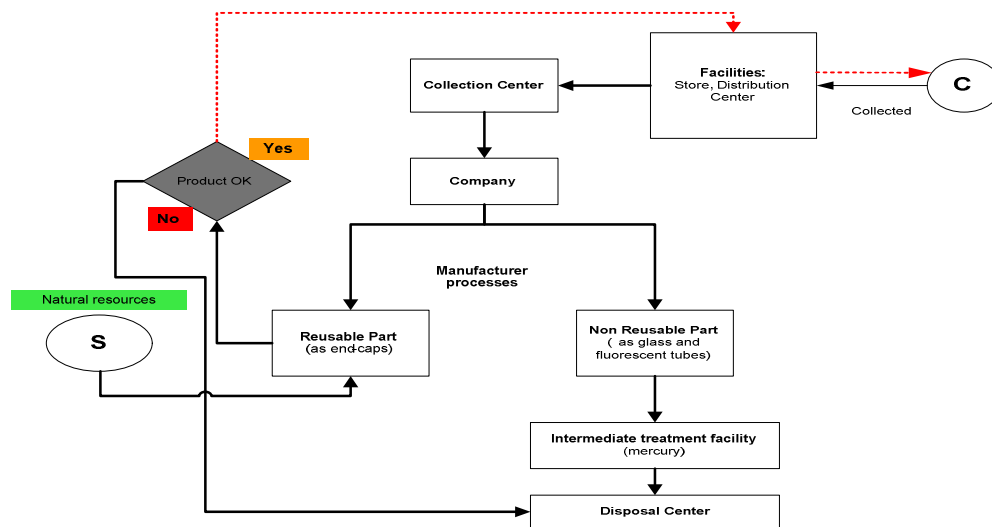 Facilities:
Store, Distribution
Center
C
Collected
Collection Center
Yes
Product OK
No
Company
Manufacturer
processes
Natural resources
S
Reusable Part
(as end-caps)
Non Reusable Part
( as glass and
fluorescent tubes)
Intermediate treatment facility
(mercury)
Disposal Center